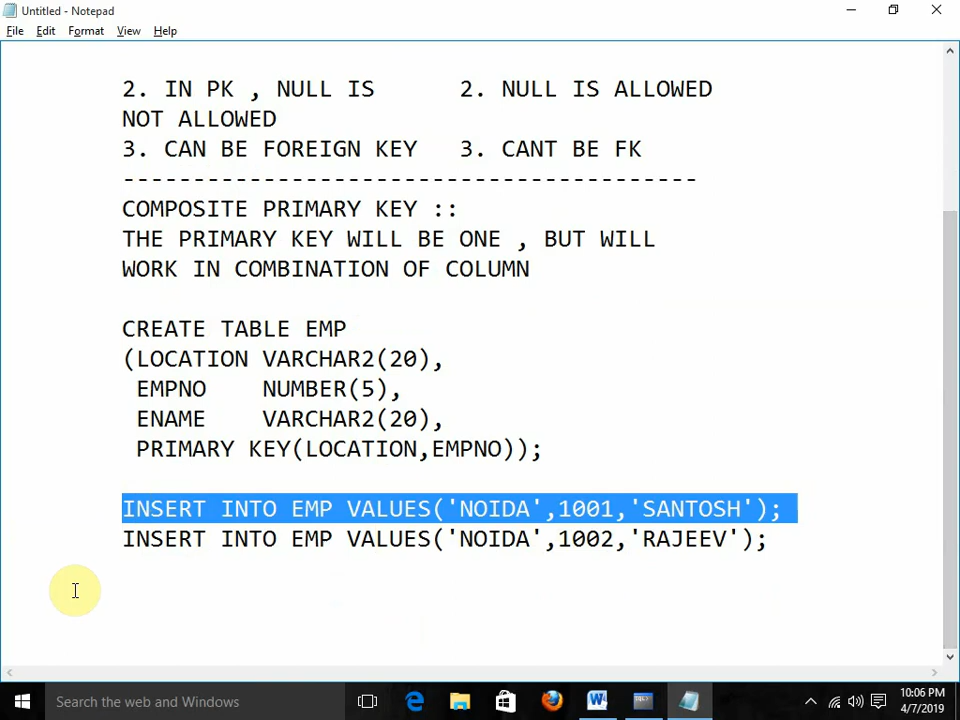 Untitled - Notepad
File Edit Format View Help
2. IN PK , NULL IS 2. NULL IS ALLOWED
NOT ALLOWED
3. CAN BE FOREIGN KEY 3. CANT BE FK
-----------------------------------------
COMPOSITE PRIMARY KEY ::
THE PRIMARY KEY WILL BE ONE , BUT WILL
WORK IN COMBINATION OF COLUMN
CREATE TABLE EMP
(LOCATION VARCHAR2(20),
EMPNO NUMBER(5),
ENAME VARCHAR2(20),
PRIMARY KEY(LOCATION,EMPNO));
INSERT INTO EMP VALUES('NOIDA',1001,'SANTOSH');
INSERT INTO EMP VALUES('NOIDA',1002,'RAJEEV');
Search the web and Windows
10:06 PM
4/7/2019